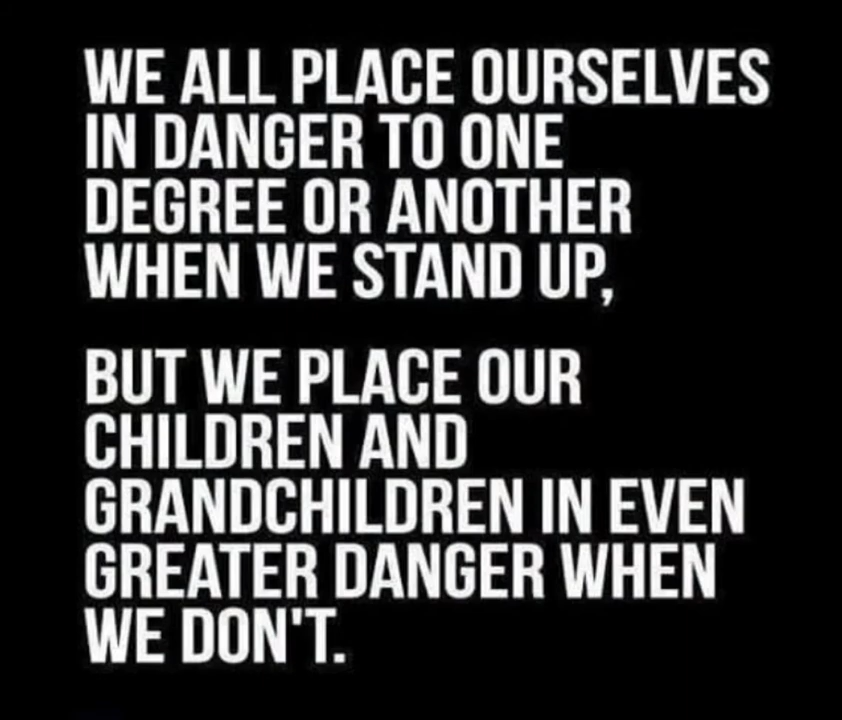 WE ALL PLACE OURSELVES
IN DANGER TO ONE
DEGREE OR ANOTHER
WHEN WE STAND UP,
BUT WE PLACE OUR
CHILDREN AND
GRANDCHILDREN IN EVEN
GREATER DANGER WHEN
WE DON'T.